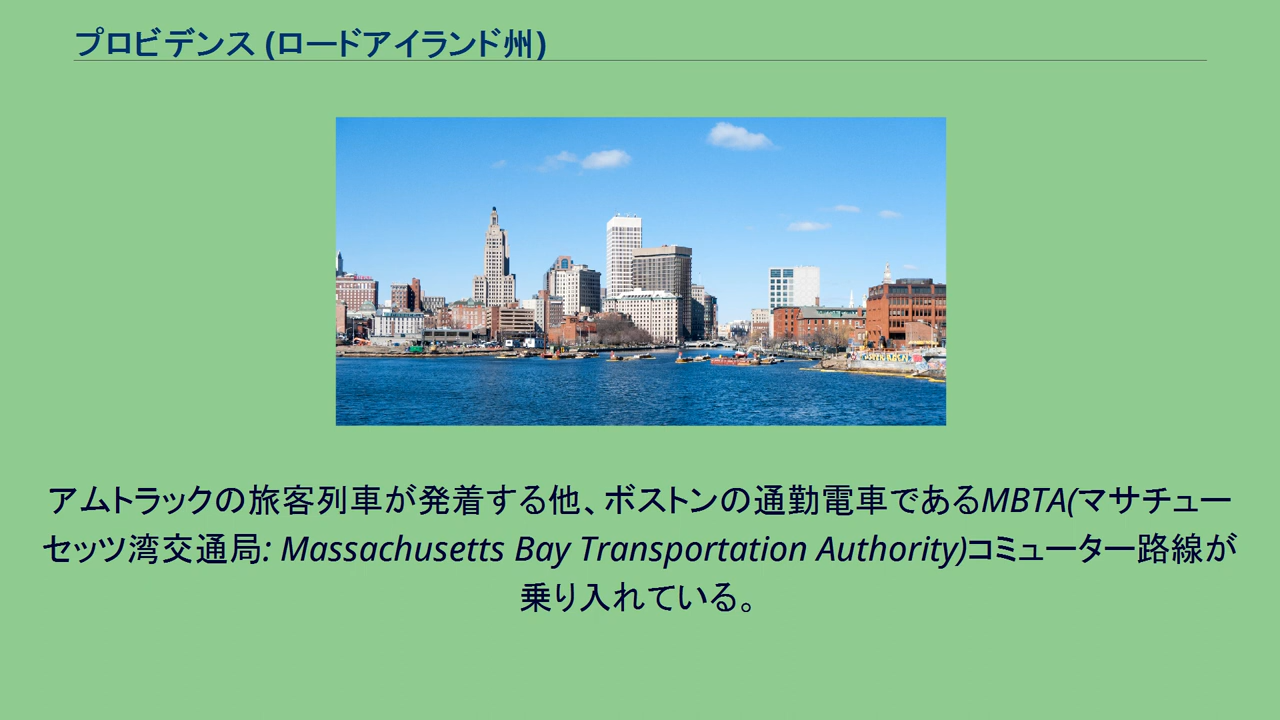 プロビデンス (ロードアイランド州)
アムトラックの旅客列車が発着する他、ボストンの通勤電車であるMBTA(マサチュー
セッツ湾交通局: Massachusetts Bay Transportation Authority)コミューター路線が
乗り入れている。